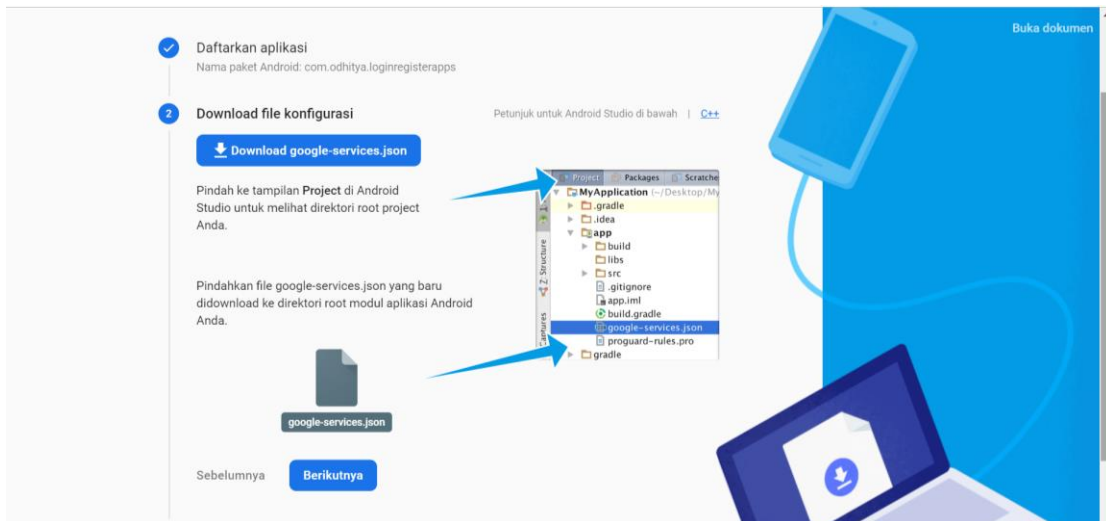 Buka dokumen
Daftarkan aplikasi
Nama paket Android: com.odhitya.loginregisterapps
2 Download file konfigurasi
Petunjuk untuk Android Studio di bawah | C++
Download google-services.json
Pindah ke tampilan Project di Android
Studio untuk melihat direktori root project
Anda.
Pindahkan file google-services.json yang baru
didownload ke direktori root modul aplikasi Android
Anda.
google-services.json
Project Packages Scratche
MyApplication (~/Desktop/My
.gradle
.idea
app
build
libs
src
.gitignore
app.iml
build.gradle
google-services.json
proguard-rules.pro
gradle
Z: Structure
Captures
Sebelumnya
Berikutnya